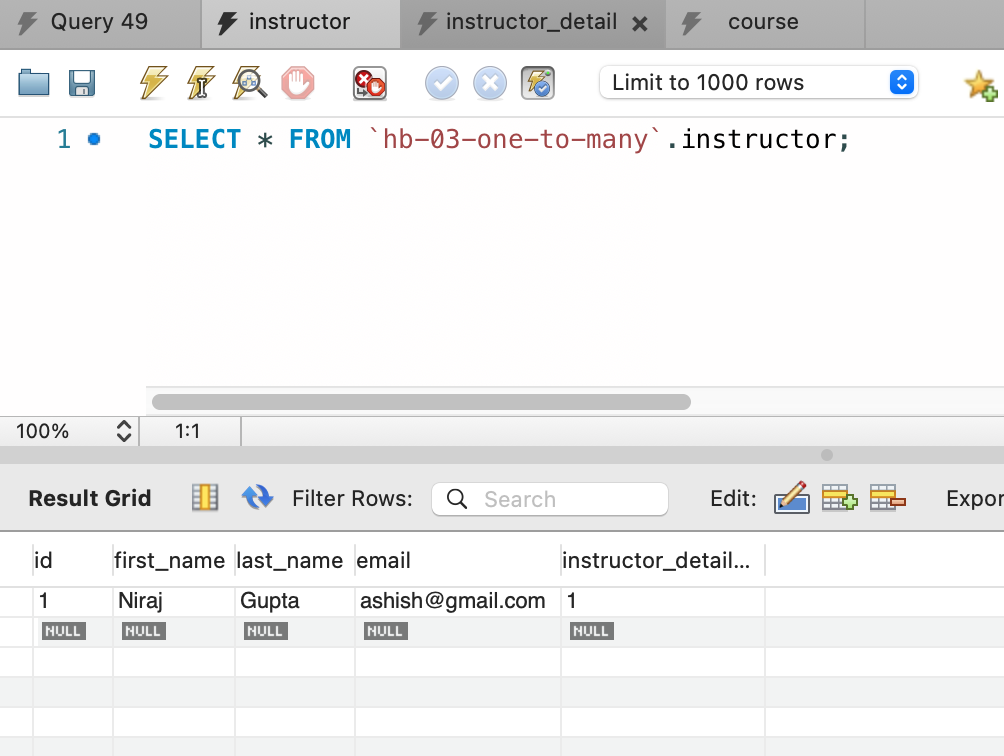 Query 49 instructor instructor_detail course
Limit to 1000 rows
1 SELECT * FROM `hb-03-one-to-many`.instructor;
100% 1:1
Result Grid Filter Rows: Search Edit: Expor
id first_name last_name email instructor_detail...
1 Niraj Gupta ashish@gmail.com 1
NULL NULL NULL NULL NULL